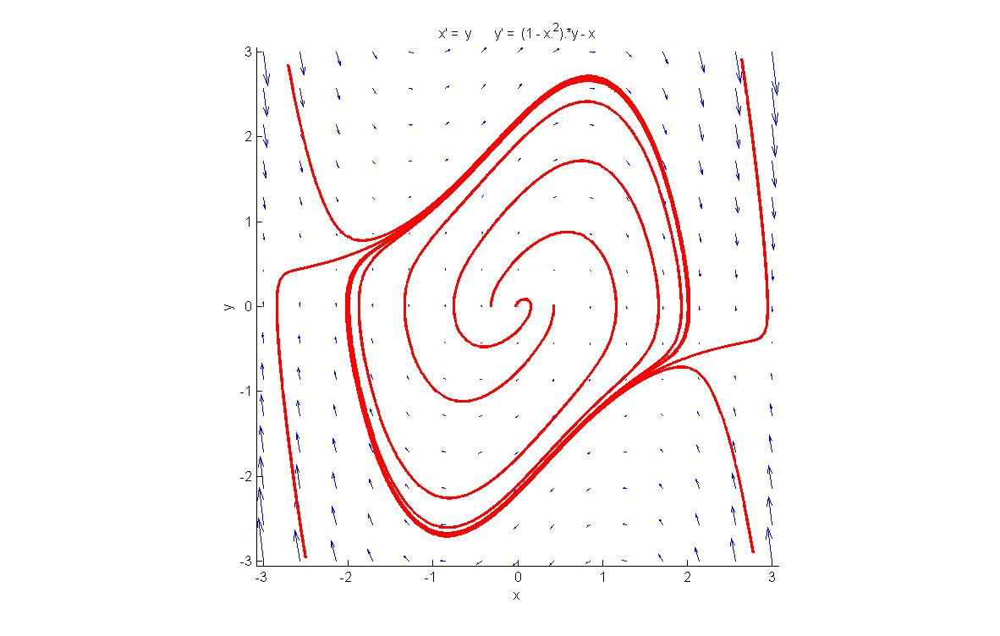 x' = y y' = (1 - x.^2).*y - x
3
2
1
0
-1
-2
-3
y
-3 -2 -1 0 1 2 3
x